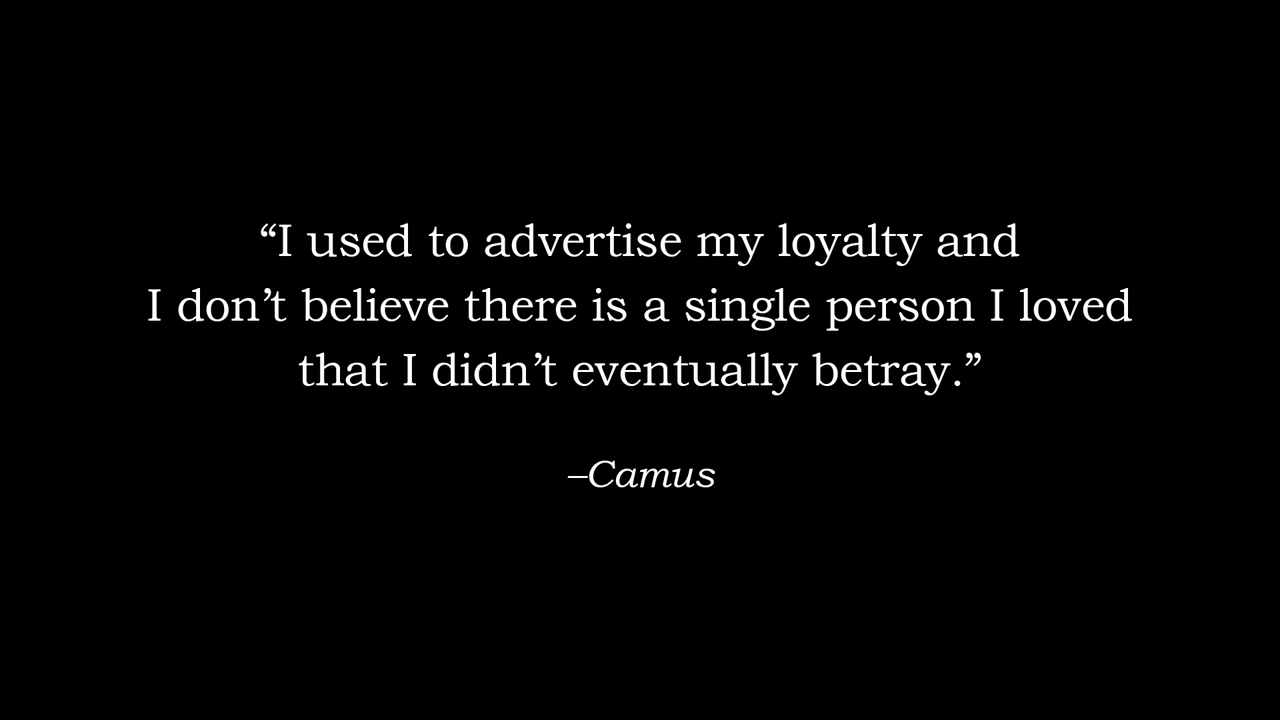 “I used to advertise my loyalty and
I don’t believe there is a single person I loved
that I didn’t eventually betray.”
–Camus